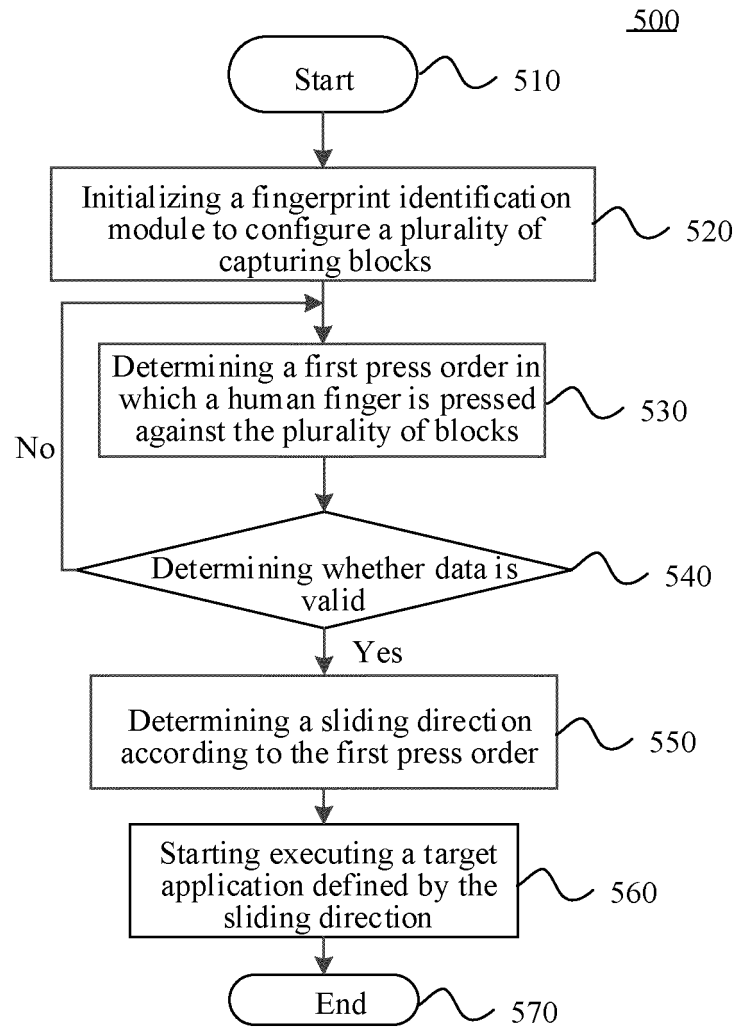 500
Start
510
Initializing a fingerprint identification
module to configure a plurality of
capturing blocks
520
Determining a first press order in
which a human finger is pressed
against the plurality of blocks
530
No
Determining whether data is
valid
540
Yes
Determining a sliding direction
according to the first press order
550
Starting executing a target
application defined by the
sliding direction
560
End
570